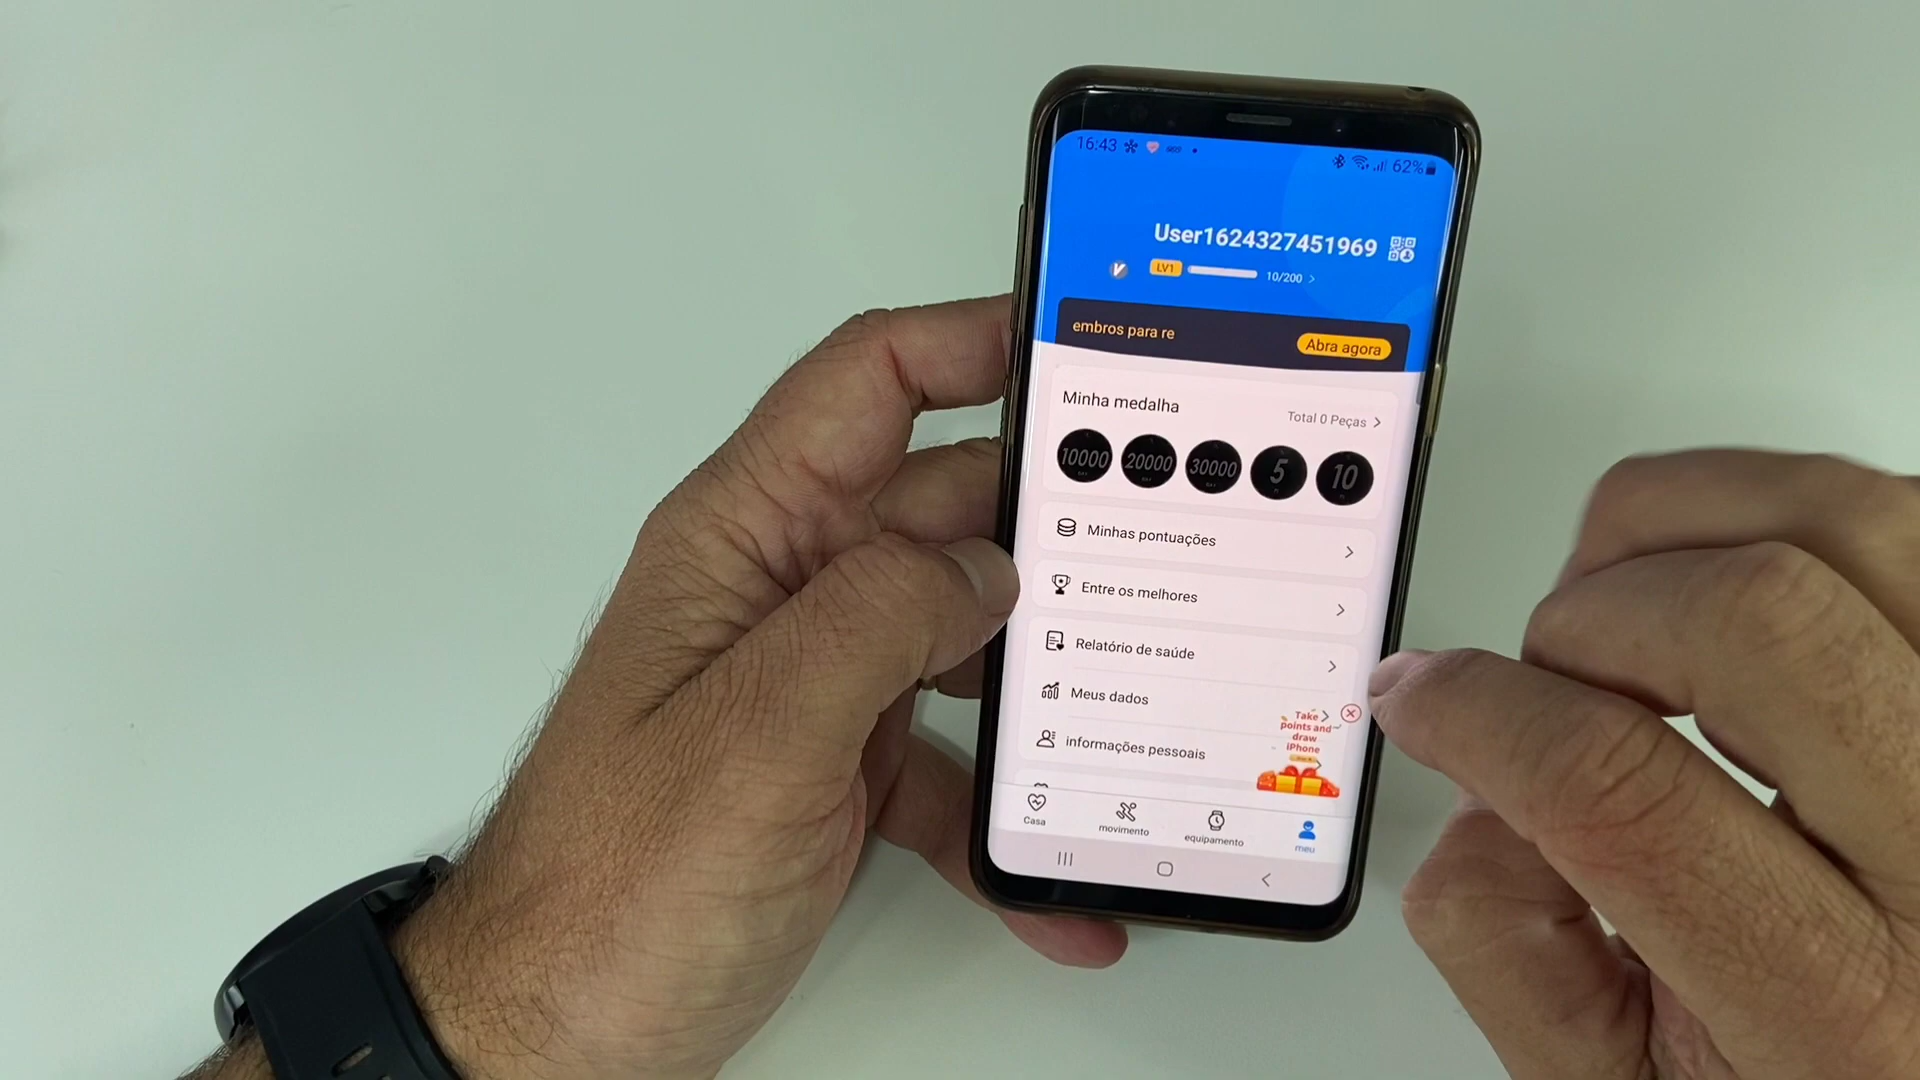 16:43
62%
User1624327451969
LV1
10/200 >
embros para re
Abra agora
Minha medalha
Total 0 Peças >
10000
20000
30000
5
10
Minhas pontuações
Entre os melhores
Relatório de saúde
Meus dados
Take
points and
draw
iPhone
informações pessoais
Casa
movimento
equipamento
meu